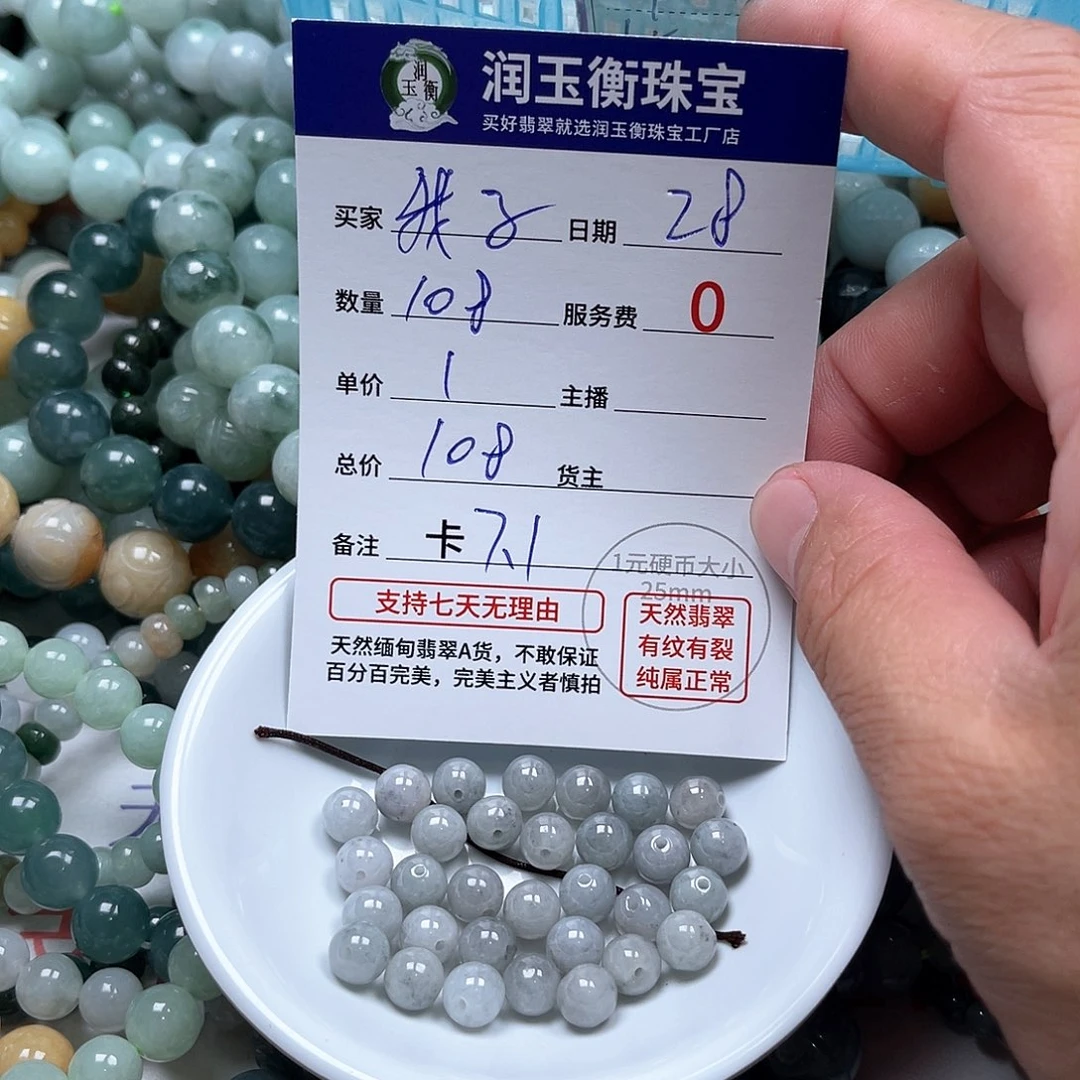 润玉衡
润玉衡珠宝
买好翡翠就选润玉衡珠宝工厂店
买家 日期 28
数量 108 服务费 0
单价 1 主播
总价 108 货主
备注 卡 7.1
1元硬币大小
25mm
支持七天无理由
天然缅甸翡翠A货，不敢保证
百分百完美，完美主义者慎拍
天然翡翠
有纹有裂
纯属正常